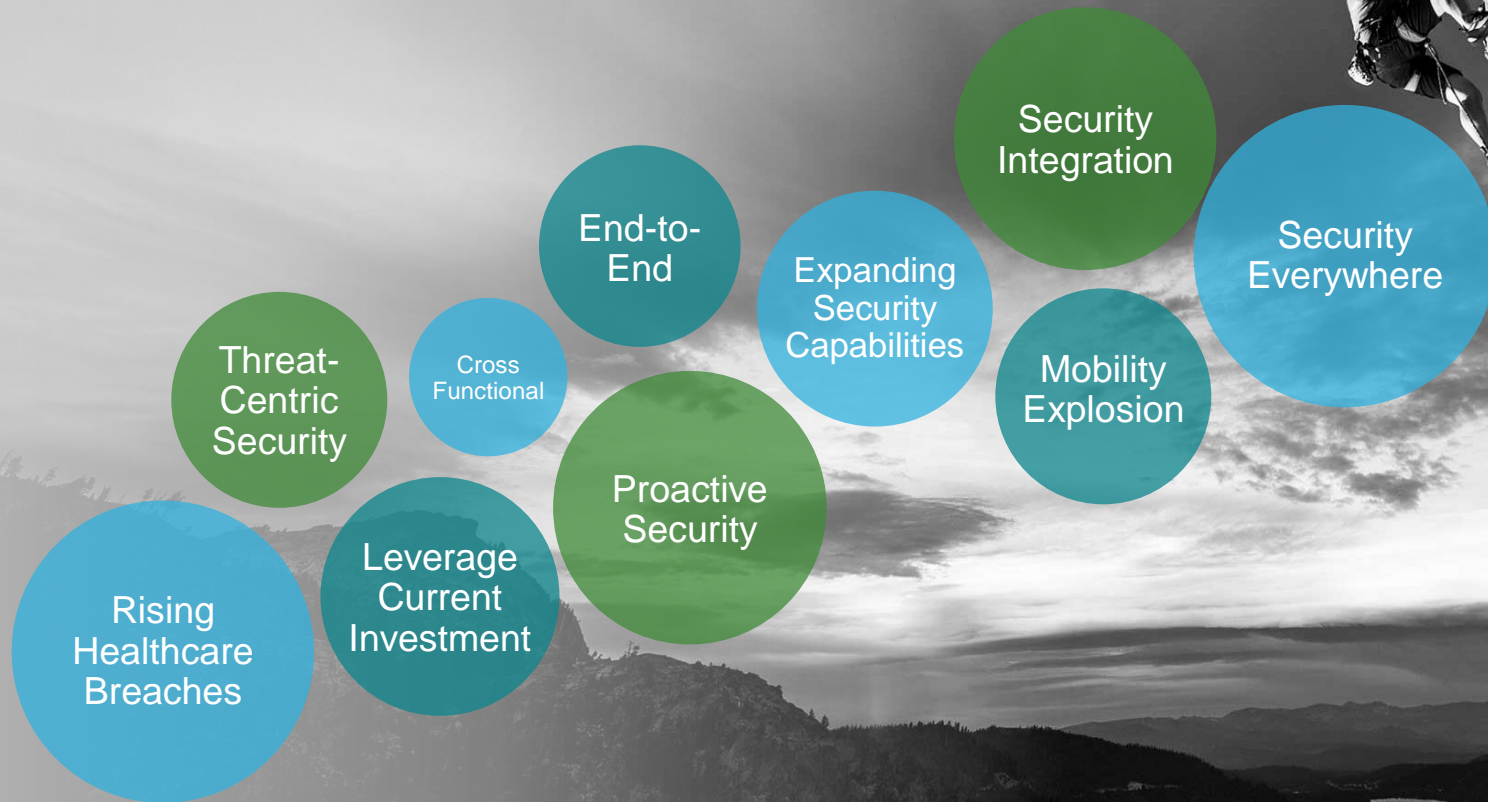 Security
Integration
Security
Everywhere
End-to-
End
Expanding
Security
Capabilities
Threat-
Centric
Security
Cross
Functional
Mobility
Explosion
Proactive
Security
Leverage
Current
Investment
Rising
Healthcare
Breaches